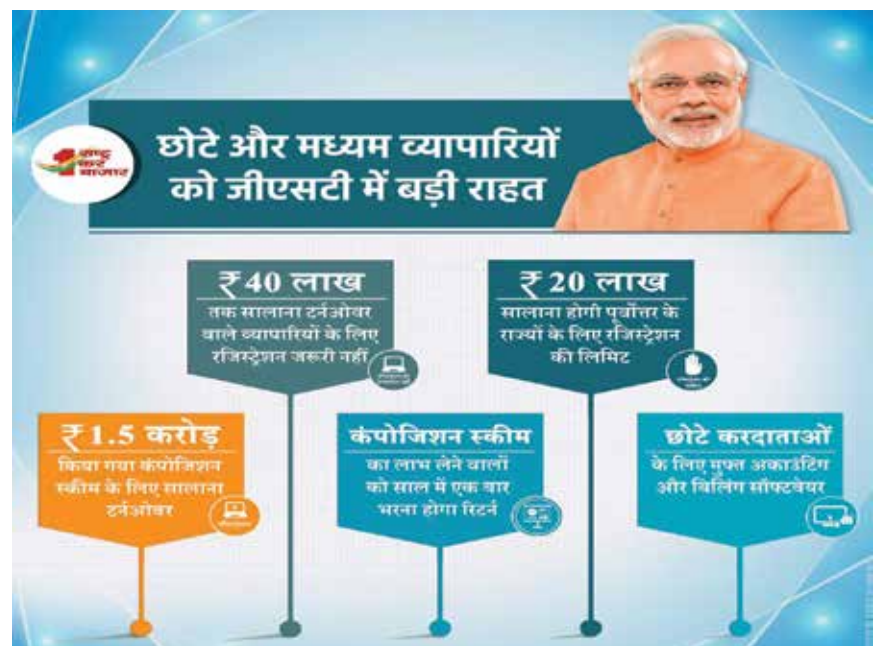 राष्ट्र
कर
बाजार
छोटे और मध्यम व्यापारियों
को जीएसटी में बड़ी राहत
₹40 लाख
तक सालाना टर्नओवर
वाले व्यापारियों के लिए
रजिस्ट्रेशन जरूरी नहीं
₹20 लाख
सालाना होगी पूर्वोत्तर के
राज्यों के लिए रजिस्ट्रेशन
की लिमिट
₹1.5 करोड़
किया गया कंपोजिशन
स्कीम के लिए सालाना
टर्नओवर
कंपोजिशन स्कीम
का लाभ लेने वालों
को साल में एक बार
भरना होगा रिटर्न
छोटे करदाताओं
के लिए मुफ्त अकाउंटिंग
और बिलिंग सॉफ्टवेयर